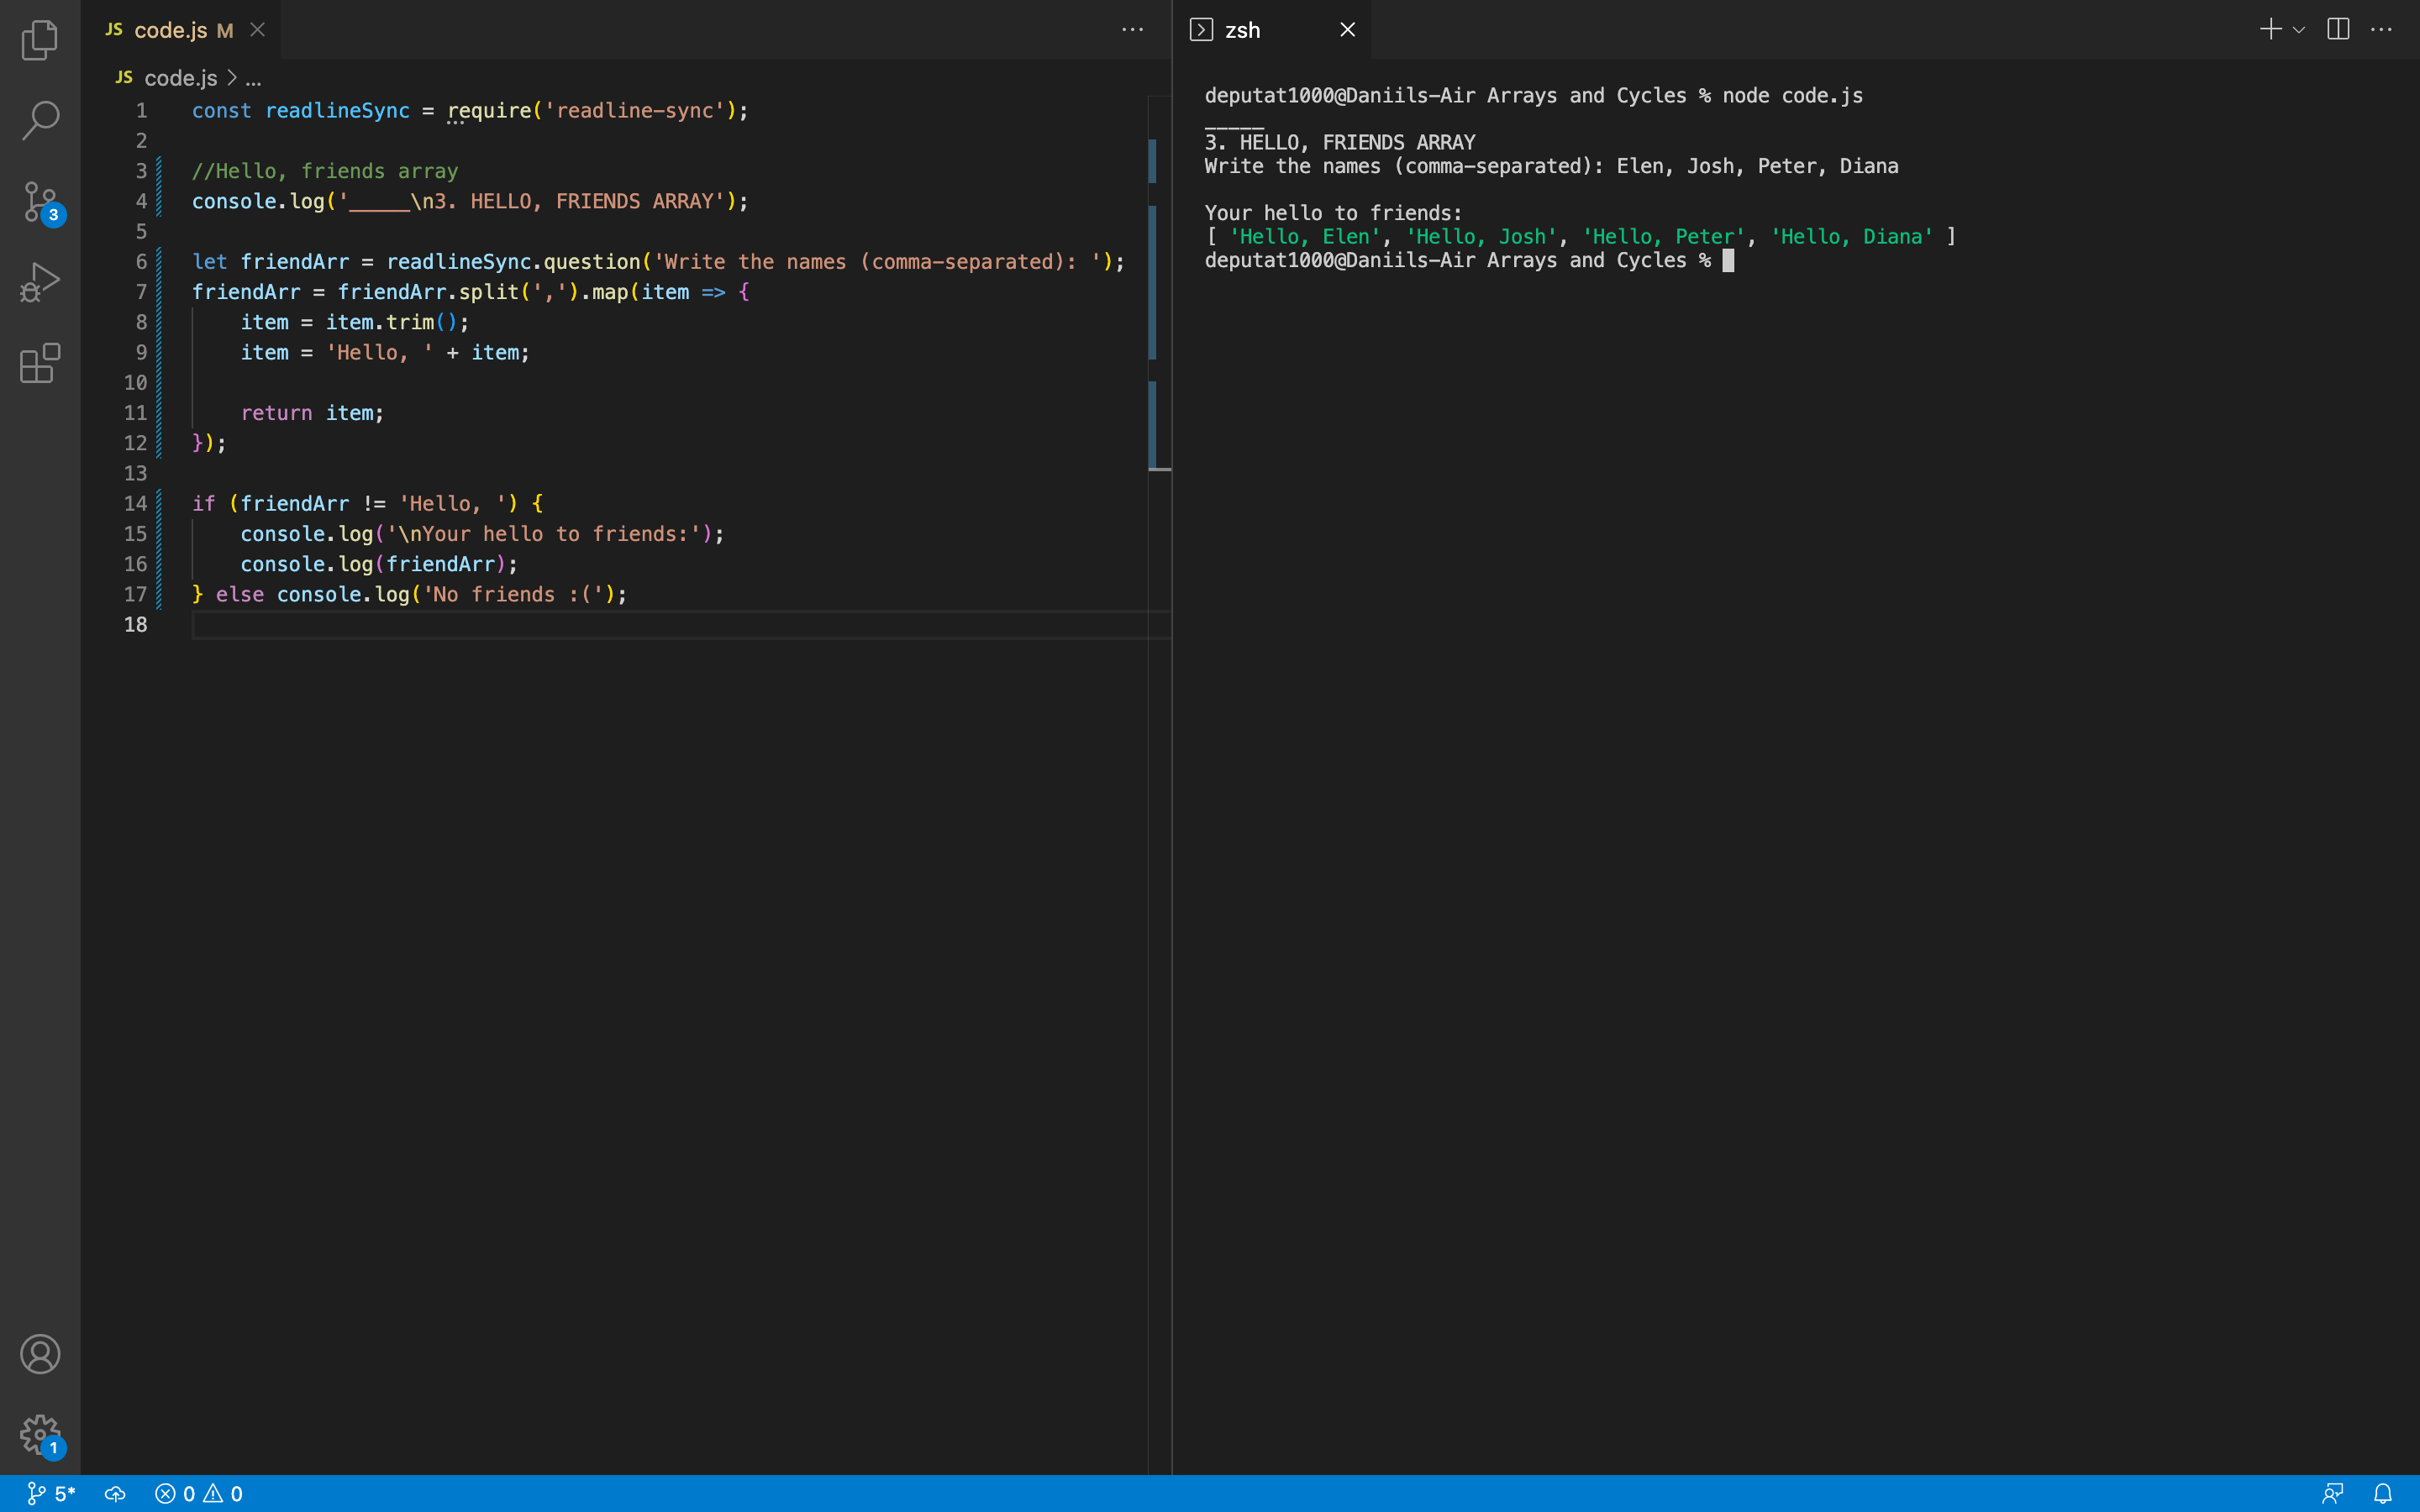 JS code.js M
JS code.js > ...
1 const readlineSync = require('readline-sync');
2
3 //Hello, friends array
4 console.log('_____\n3. HELLO, FRIENDS ARRAY');
5
6 let friendArr = readlineSync.question('Write the names (comma-separated): ');
7 friendArr = friendArr.split(',').map(item => {
8     item = item.trim();
9     item = 'Hello, ' + item;
10
11     return item;
12 });
13
14 if (friendArr != 'Hello, ') {
15     console.log('\nYour hello to friends:');
16     console.log(friendArr);
17 } else console.log('No friends :(');
18
3
1
zsh
deputat1000@Daniils-Air Arrays and Cycles % node code.js
_____
3. HELLO, FRIENDS ARRAY
Write the names (comma-separated): Elen, Josh, Peter, Diana
Your hello to friends:
[ 'Hello, Elen', 'Hello, Josh', 'Hello, Peter', 'Hello, Diana' ]
deputat1000@Daniils-Air Arrays and Cycles %
5* 0 0